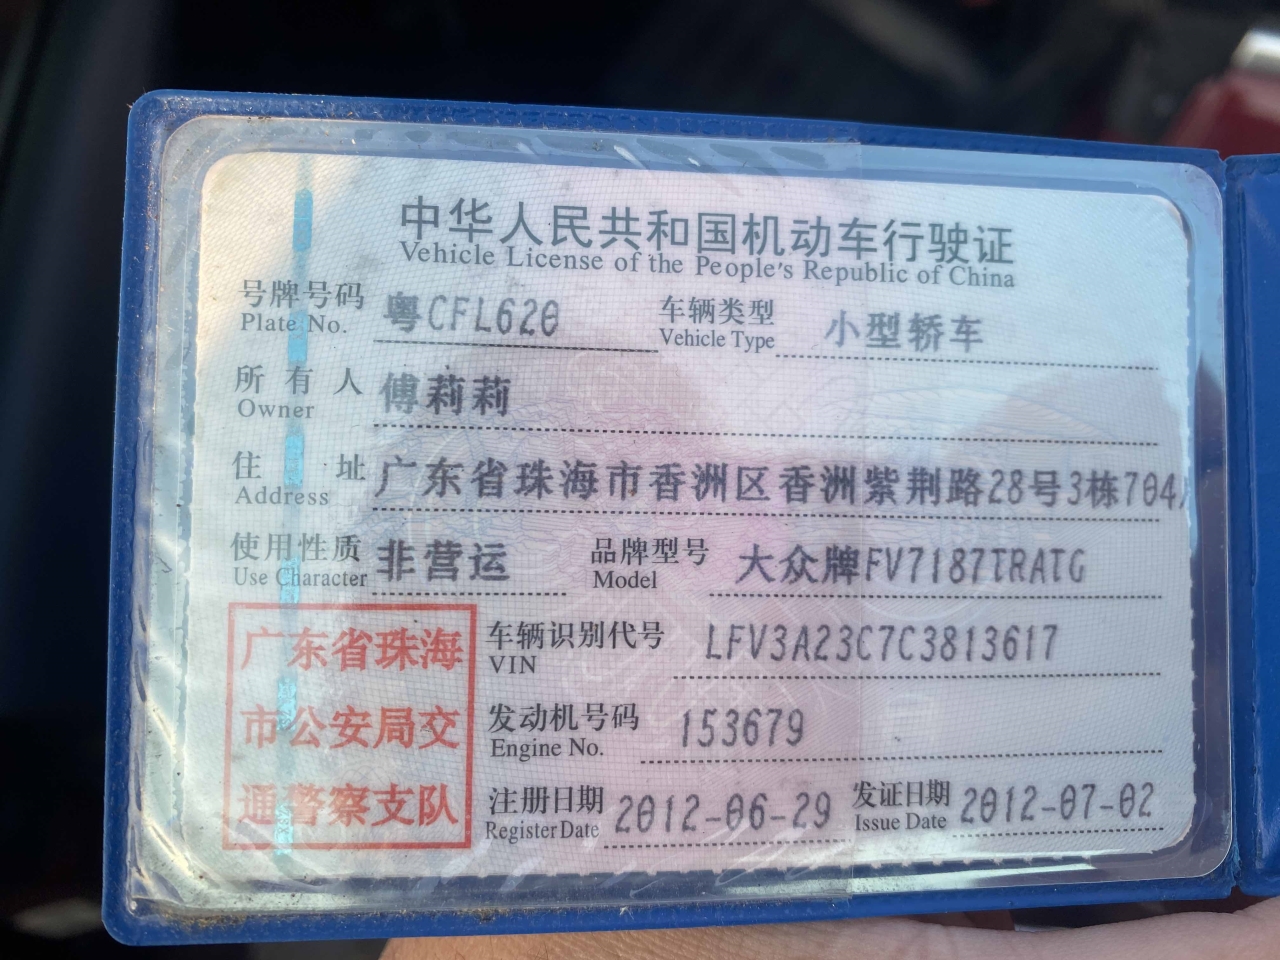 中华人民共和国机动车行驶证
Vehicle License of the People's Republic of China
号牌号码 粤CFL620 车辆类型 小型轿车
Plate No. Vehicle Type
所有人 傅莉莉
Owner
住址 广东省珠海市香洲区香洲紫荆路28号3栋704
Address
使用性质 非营运 品牌型号 大众牌FV7187TRATG
Use Character Model
广东省珠海
市公安局交
通警察支队
车辆识别代号 LFV3A23C7C3813617
VIN
发动机号码 153679
Engine No.
注册日期 2012-06-29 发证日期 2012-07-02
Register Date Issue Date